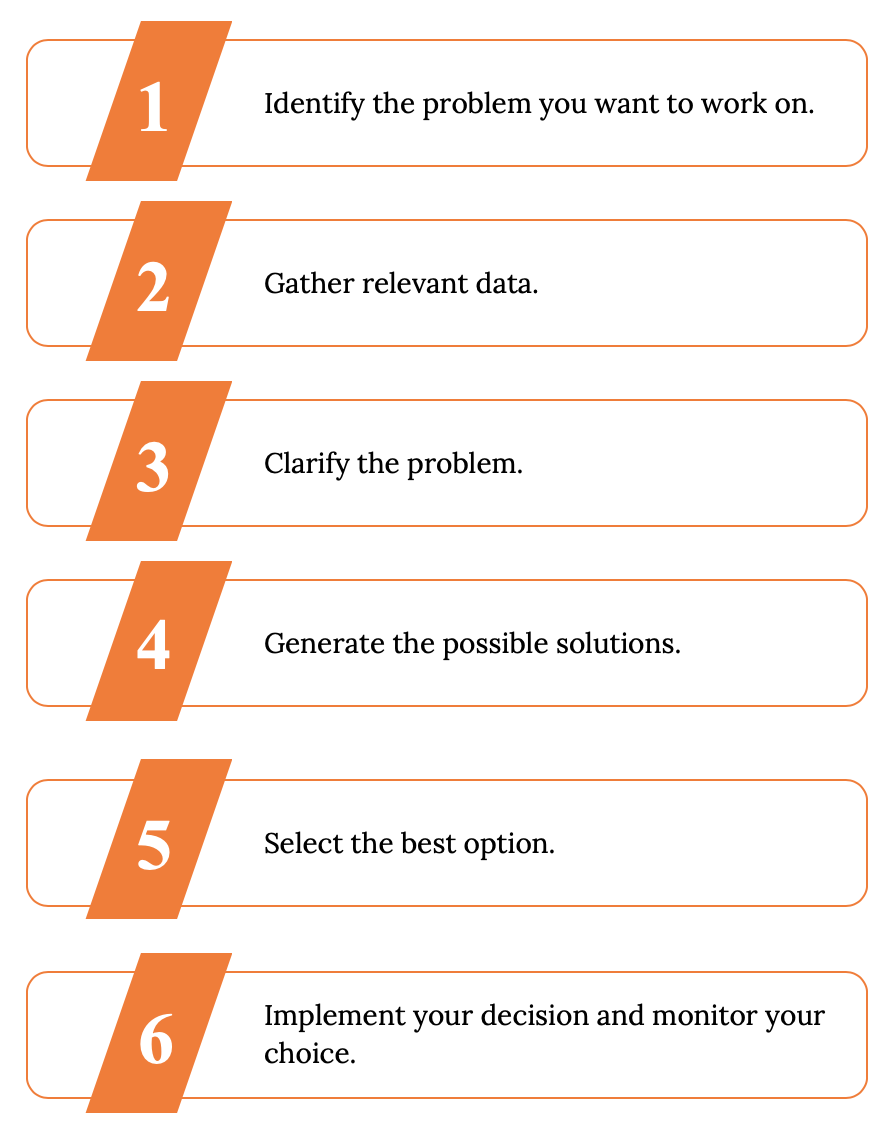 1
Identify the problem you want to work on.
2
Gather relevant data.
3
Clarify the problem.
4
Generate the possible solutions.
5
Select the best option.
6
Implement your decision and monitor your
choice.